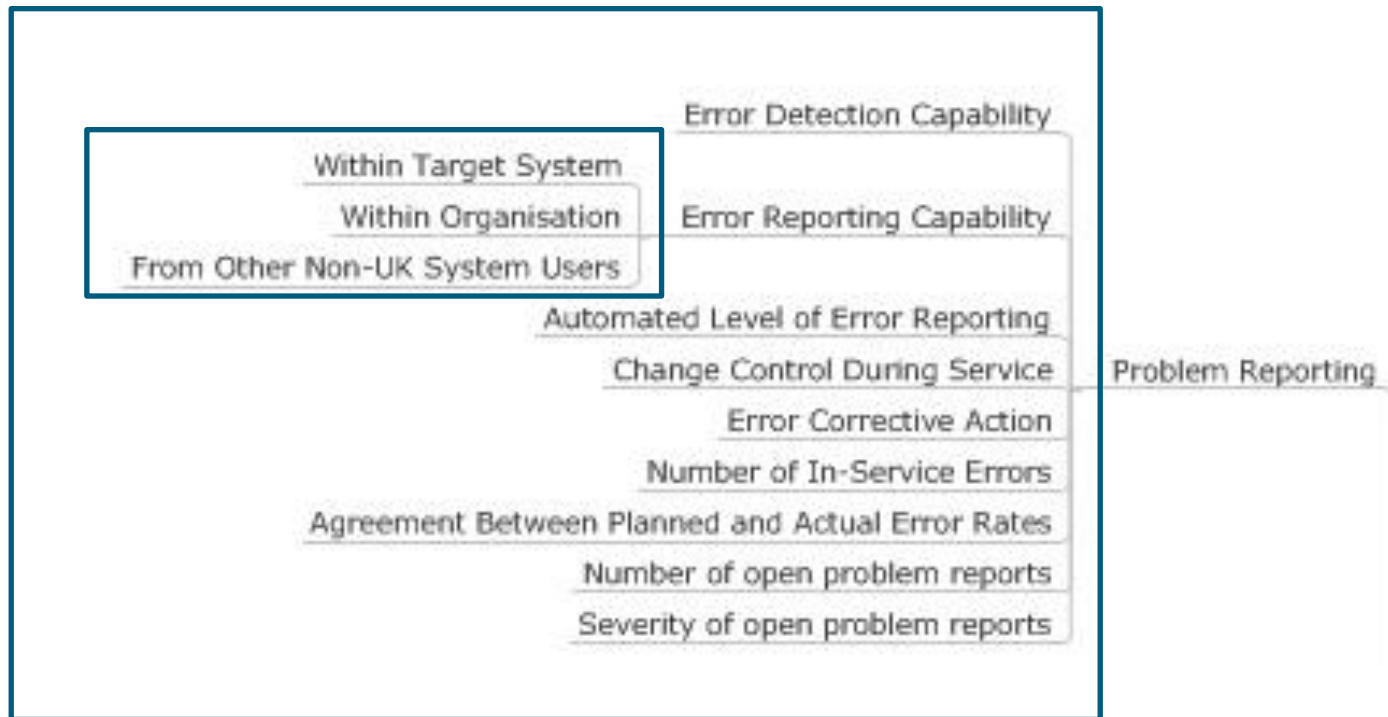 Error Detection Capability
Within Target System
Within Organisation
Error Reporting Capability
From Other Non-UK System Users
Automated Level of Error Reporting
Change Control During Service
Problem Reporting
Error Corrective Action
Number of In-Service Errors
Agreement Between Planned and Actual Error Rates
Number of open problem reports
Severity of open problem reports